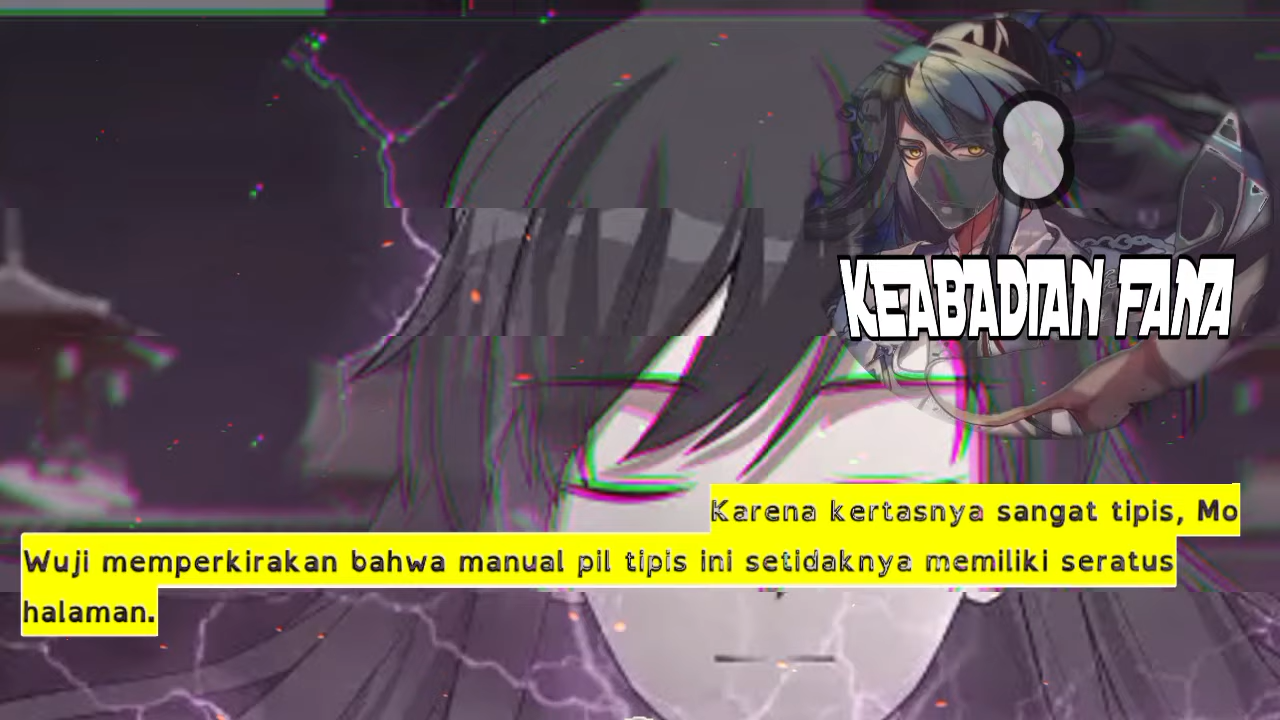 8
KEABADIAN FANA
Karena kertasnya sangat tipis, Mo
Wuji memperkirakan bahwa manual pil tipis ini setidaknya memiliki seratus
halaman.